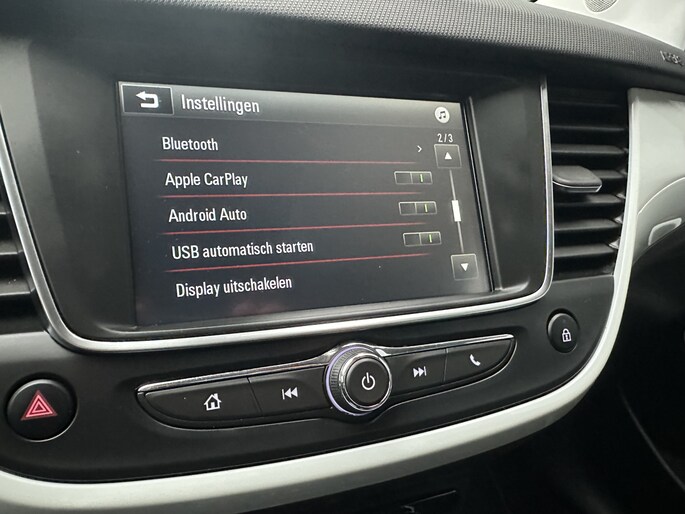 Instellingen
2/3
Bluetooth
Apple CarPlay
Android Auto
USB automatisch starten
Display uitschakelen